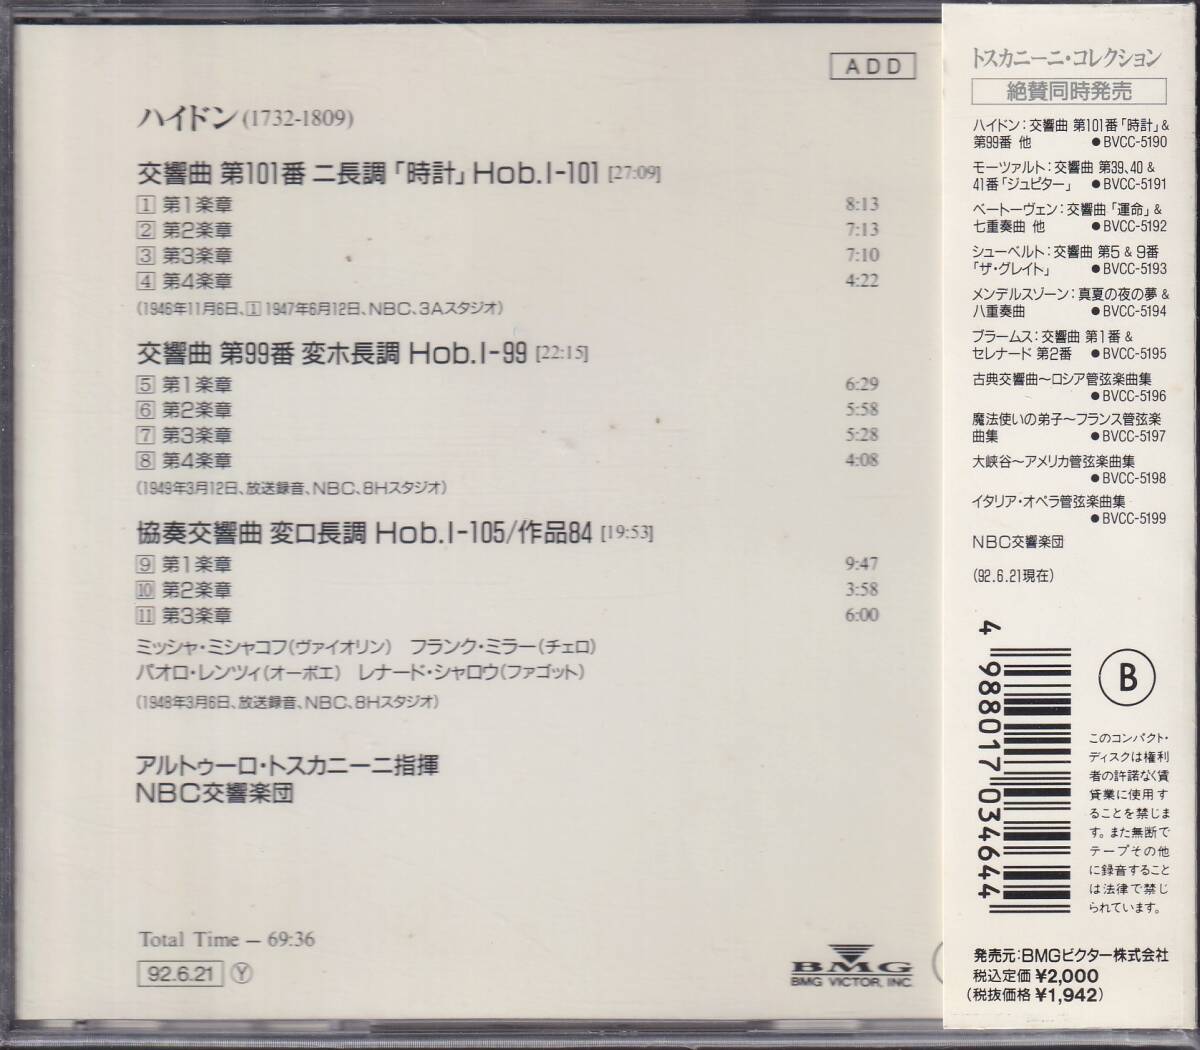 ADD
ハイドン(1732-1809)
交響曲 第101番 ニ長調「時計」Hob.I-101 [27:09]
1 第1楽章 8:13
2 第2楽章 7:13
3 第3楽章 7:10
4 第4楽章 4:22
(1946年11月6日、1 1947年6月12日、NBC、3Aスタジオ)
交響曲 第99番 変ホ長調 Hob.I-99 [22:15]
5 第1楽章 6:29
6 第2楽章 5:58
7 第3楽章 5:28
8 第4楽章 4:08
(1949年3月12日、放送録音、NBC、8Hスタジオ)
協奏交響曲 変ロ長調 Hob.I-105/作品84 [19:53]
9 第1楽章 9:47
10 第2楽章 3:58
11 第3楽章 6:00
ミッシャ・ミシャコフ(ヴァイオリン) フランク・ミラー(チェロ)
パオロ・レンツィ(オーボエ) レナード・シャロウ(ファゴット)
(1948年3月6日、放送録音、NBC、8Hスタジオ)
アルトゥーロ・トスカニーニ指揮
NBC交響楽団
Total Time – 69:36
92.6.21 Y
BMG
BMG VICTOR, INC.
トスカニーニ・コレクション
絶賛同時発売
ハイドン:交響曲 第101番「時計」&
第99番 他 ●BVCC-5190
モーツァルト:交響曲 第39、40 &
41番「ジュピター」 ●BVCC-5191
ベートーヴェン:交響曲「運命」&
七重奏曲 他 ●BVCC-5192
シューベルト:交響曲 第5 & 9番
「ザ・グレイト」 ●BVCC-5193
メンデルスゾーン:真夏の夜の夢 &
八重奏曲 ●BVCC-5194
ブラームス:交響曲 第1番 &
セレナード 第2番 ●BVCC-5195
古典交響曲~ロシア管弦楽曲集
●BVCC-5196
魔法使いの弟子~フランス管弦楽
曲集 ●BVCC-5197
大峡谷~アメリカ管弦楽曲集
●BVCC-5198
イタリア・オペラ管弦楽曲集
●BVCC-5199
NBC交響楽団
(92.6.21現在)
4 988017 034644
B
このコンパクト・
ディスクは権利
者の許諾なく賃
貸業に使用す
ることを禁じま
す。また無断で
テープその他
に録音すること
は法律で禁じ
られています。
発売元:BMGビクター株式会社
税込定価 ¥2,000
(税抜価格 ¥1,942)